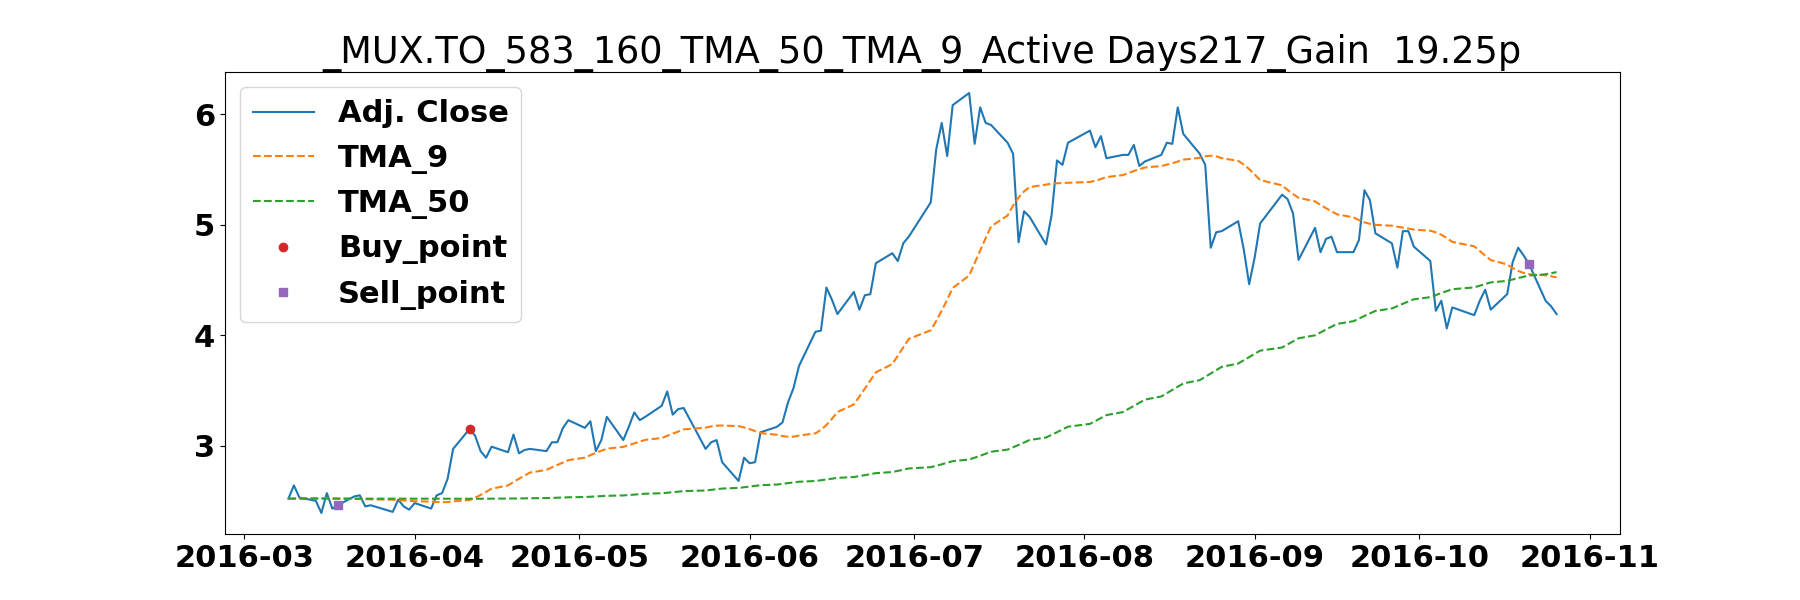 _MUX.TO_583_160_TMA_50_TMA_9_Active Days217_Gain  19.25p
Adj. Close
TMA_9
TMA_50
Buy_point
Sell_point
6
5
4
3
2016-03 2016-04 2016-05 2016-06 2016-07 2016-08 2016-09 2016-10 2016-11